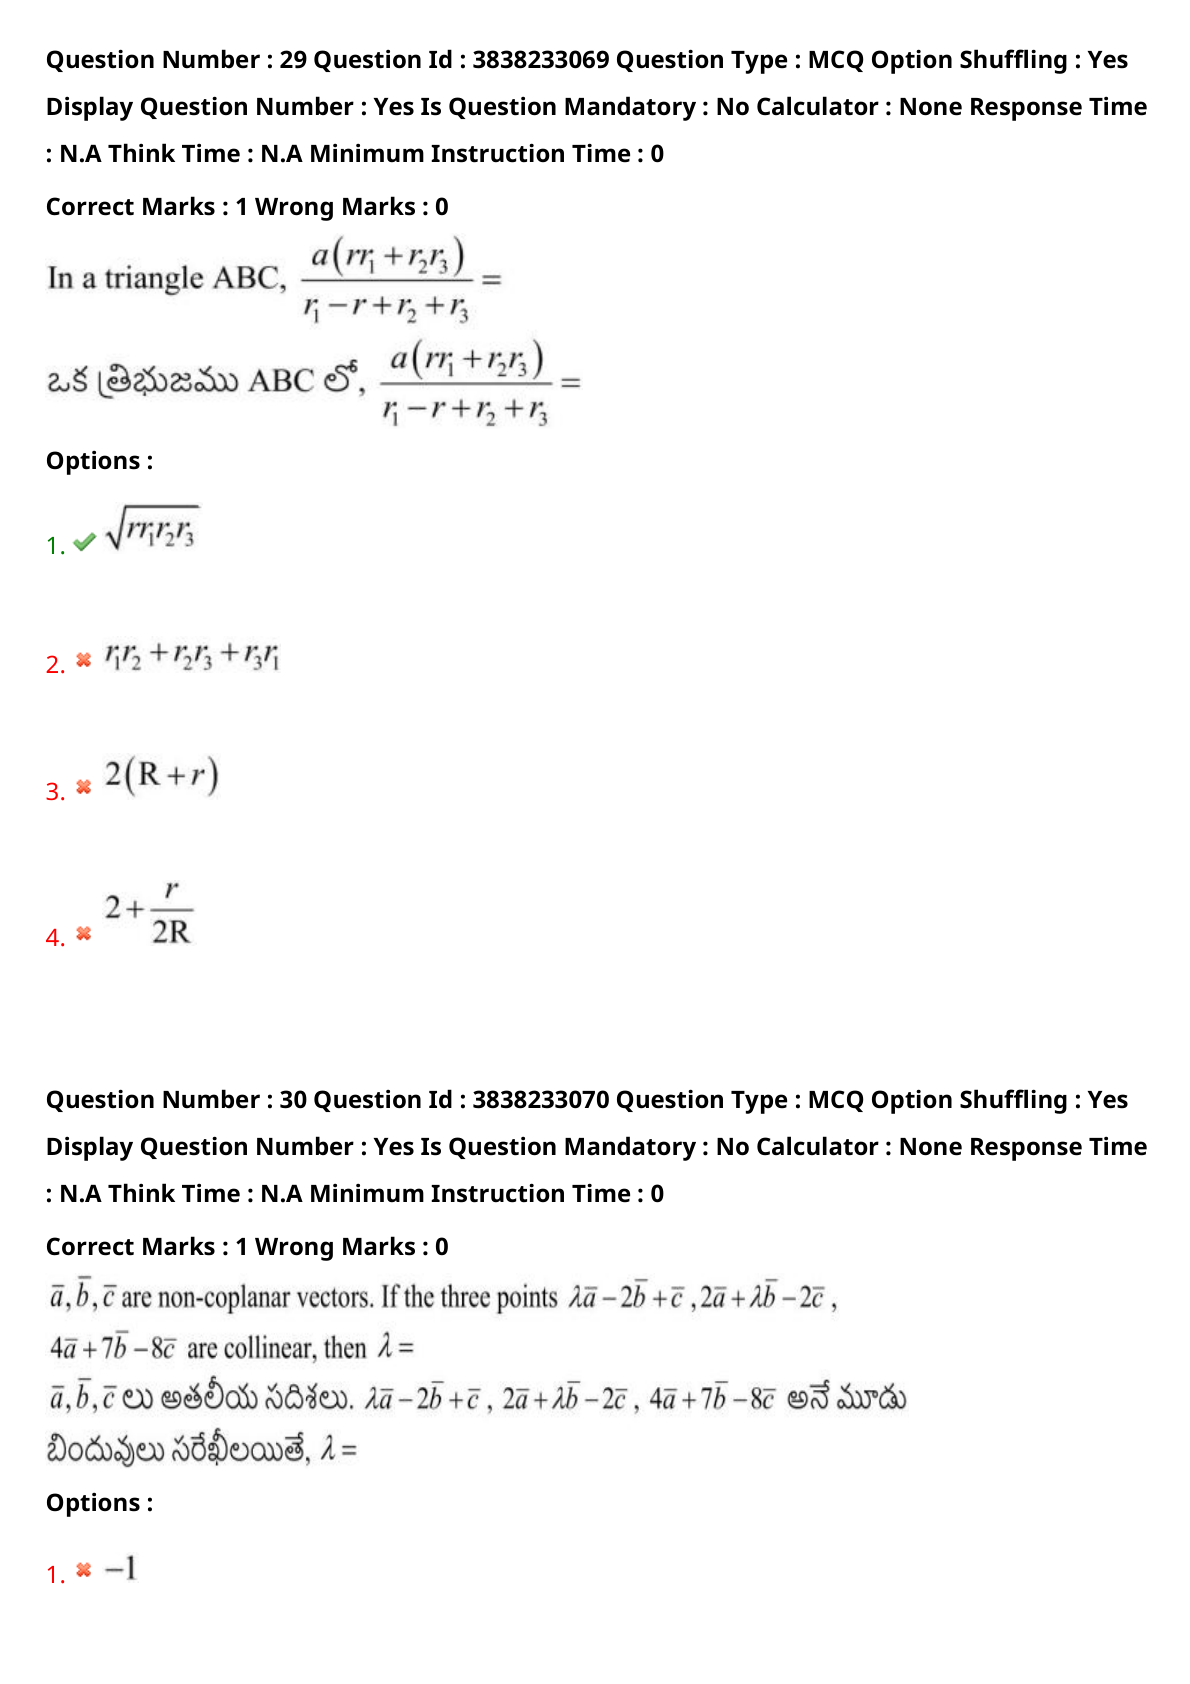 Question Number : 29 Question Id : 3838233069 Question Type : MCQ Option Shuffling : Yes
Display Question Number : Yes Is Question Mandatory : No Calculator : None Response Time
: N.A Think Time : N.A Minimum Instruction Time : 0
Correct Marks : 1 Wrong Marks : 0
In a triangle ABC, $\frac{a(rr_1+r_2r_3)}{r_1-r+r_2+r_3}=$
ఒక త్రిభుజము ABC లో, $\frac{a(rr_1+r_2r_3)}{r_1-r+r_2+r_3}=$
Options :
1. ✔ $\sqrt{rr_1r_2r_3}$
2. ✖ $r_1r_2+r_2r_3+r_3r_1$
3. ✖ $2(R+r)$
4. ✖ $2+\frac{r}{2R}$
Question Number : 30 Question Id : 3838233070 Question Type : MCQ Option Shuffling : Yes
Display Question Number : Yes Is Question Mandatory : No Calculator : None Response Time
: N.A Think Time : N.A Minimum Instruction Time : 0
Correct Marks : 1 Wrong Marks : 0
$\bar{a},\bar{b},\bar{c}$ are non-coplanar vectors. If the three points $\lambda\bar{a}-2\bar{b}+\bar{c}$ , $2\bar{a}+\lambda\bar{b}-2\bar{c}$ ,
$4\bar{a}+7\bar{b}-8\bar{c}$ are collinear, then $\lambda=$
$\bar{a},\bar{b},\bar{c}$ లు అతలీయ సదిశలు. $\lambda\bar{a}-2\bar{b}+\bar{c}$ , $2\bar{a}+\lambda\bar{b}-2\bar{c}$ , $4\bar{a}+7\bar{b}-8\bar{c}$ అనే మూడు
బిందువులు సరేఖీలయితే, $\lambda=$
Options :
1. ✖ −1